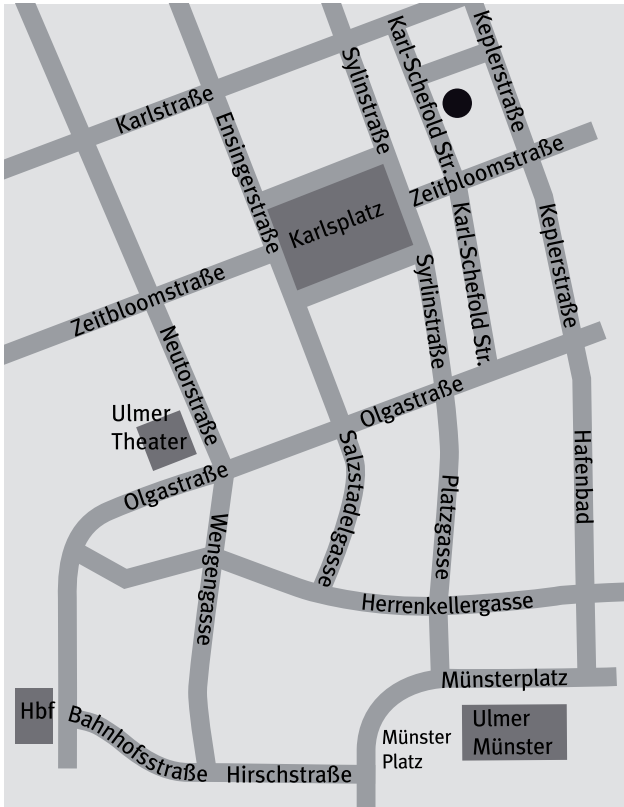 Karlstraße
Ensingerstraße
Sylinstraße
Karl-Schefold Str.
Keplerstraße
Zeitbloomstraße
Karlsplatz
Karl-Schefold Str.
Keplerstraße
Zeitbloomstraße
Syrlinstraße
Neutorstraße
Olgastraße
Ulmer
Theater
Olgastraße
Salzstadelgasse
Platzgasse
Hafenbad
Wengengasse
Herrenkellergasse
Münsterplatz
Hbf
Bahnhofsstraße
Hirschstraße
Münster
Platz
Ulmer
Münster